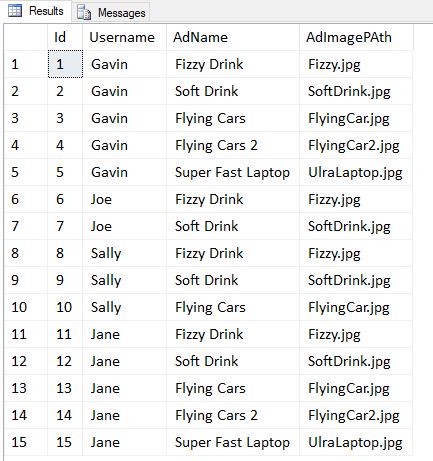 Results Messages
Id Username AdName AdImagePAth
1 1 Gavin Fizzy Drink Fizzy.jpg
2 2 Gavin Soft Drink SoftDrink.jpg
3 3 Gavin Flying Cars FlyingCar.jpg
4 4 Gavin Flying Cars 2 FlyingCar2.jpg
5 5 Gavin Super Fast Laptop UlraLaptop.jpg
6 6 Joe Fizzy Drink Fizzy.jpg
7 7 Joe Soft Drink SoftDrink.jpg
8 8 Sally Fizzy Drink Fizzy.jpg
9 9 Sally Soft Drink SoftDrink.jpg
10 10 Sally Flying Cars FlyingCar.jpg
11 11 Jane Fizzy Drink Fizzy.jpg
12 12 Jane Soft Drink SoftDrink.jpg
13 13 Jane Flying Cars FlyingCar.jpg
14 14 Jane Flying Cars 2 FlyingCar2.jpg
15 15 Jane Super Fast Laptop UlraLaptop.jpg